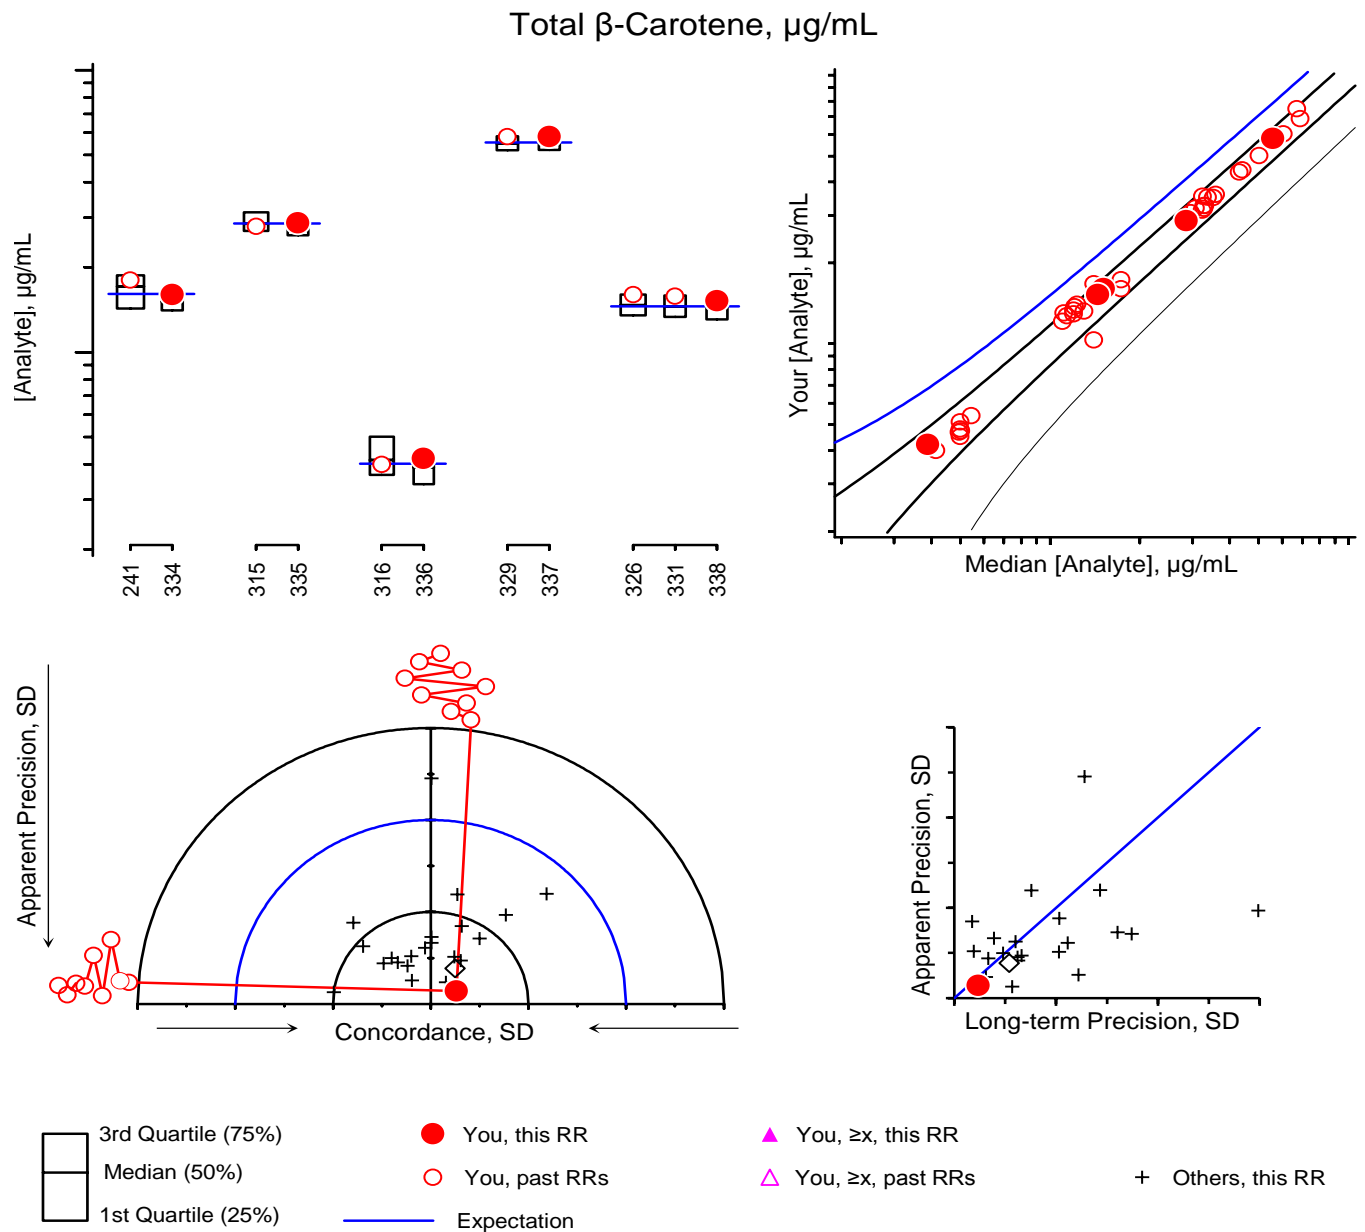 Total β-Carotene, µg/mL
[Analyte], µg/mL
241
334
315
335
316
336
329
337
326
331
338
Your [Analyte], µg/mL
Median [Analyte], µg/mL
Apparent Precision, SD
Concordance, SD
Apparent Precision, SD
Long-term Precision, SD
3rd Quartile (75%)
Median (50%)
1st Quartile (25%)
You, this RR
You, past RRs
Expectation
You, ≥x, this RR
You, ≥x, past RRs
Others, this RR